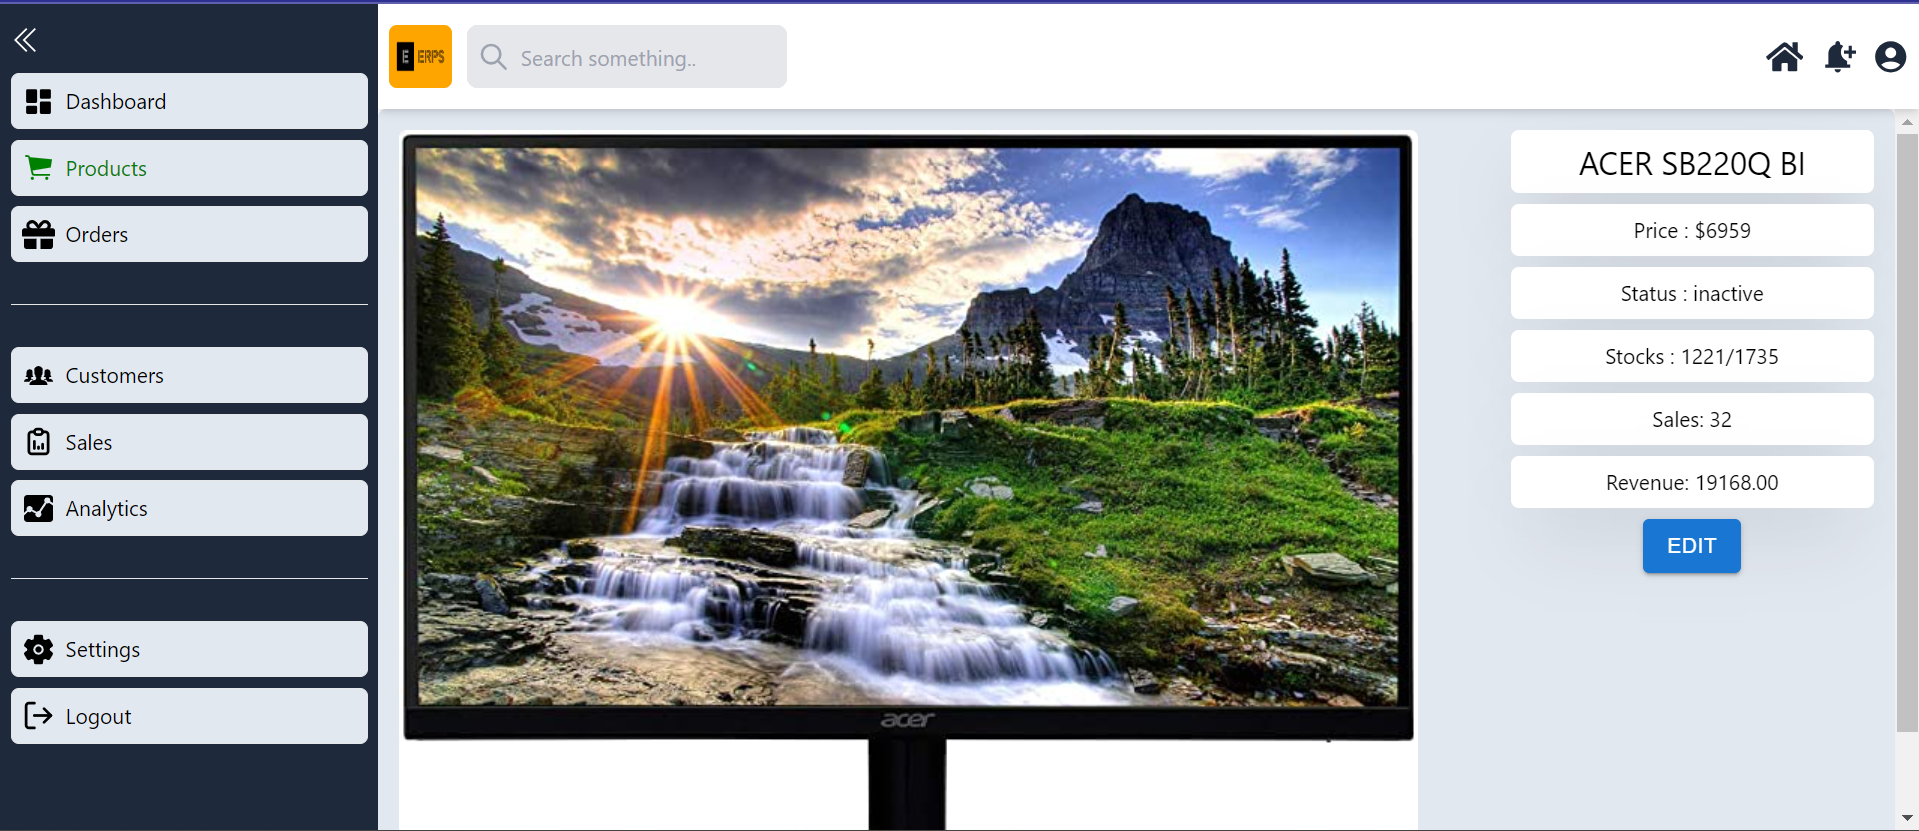 Dashboard
Products
Orders
Customers
Sales
Analytics
Settings
Logout
E ERPS
Search something..
acer
ACER SB220Q BI
Price : $6959
Status : inactive
Stocks : 1221/1735
Sales: 32
Revenue: 19168.00
EDIT